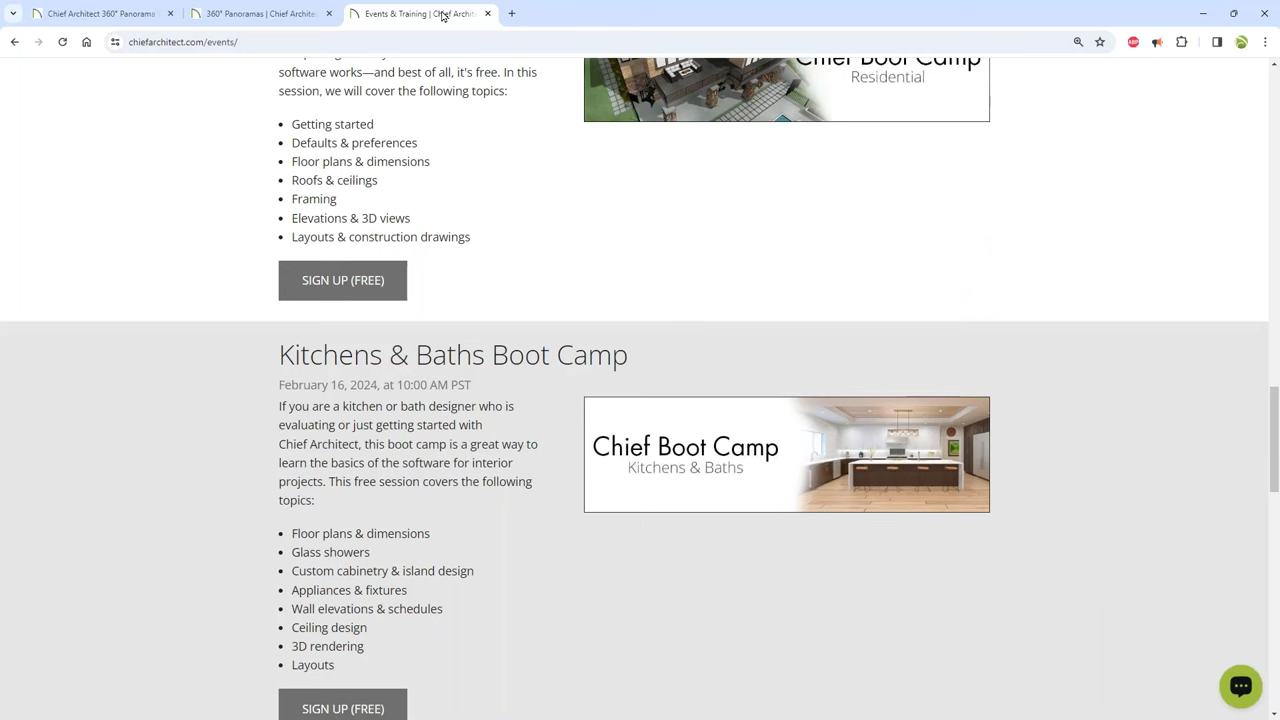 Chief Architect 360° Panorama
360° Panoramas | Chief Archite
Events & Training | Chief Archit
chiefarchitect.com/events/
software works—and best of all, it's free. In this
session, we will cover the following topics:
Getting started
Defaults & preferences
Floor plans & dimensions
Roofs & ceilings
Framing
Elevations & 3D views
Layouts & construction drawings
SIGN UP (FREE)
Chief Boot Camp
Residential
Kitchens & Baths Boot Camp
February 16, 2024, at 10:00 AM PST
If you are a kitchen or bath designer who is
evaluating or just getting started with
Chief Architect, this boot camp is a great way to
learn the basics of the software for interior
projects. This free session covers the following
topics:
Floor plans & dimensions
Glass showers
Custom cabinetry & island design
Appliances & fixtures
Wall elevations & schedules
Ceiling design
3D rendering
Layouts
SIGN UP (FREE)
Chief Boot Camp
Kitchens & Baths